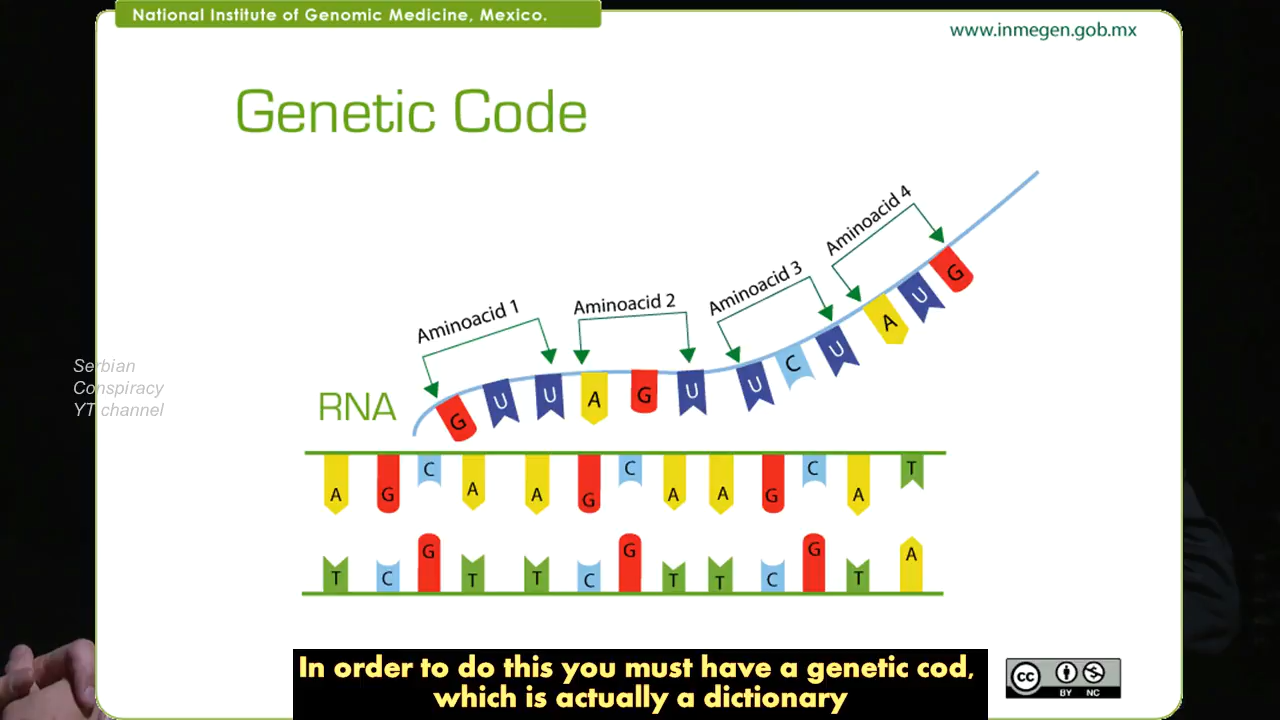 National Institute of Genomic Medicine, Mexico.
www.inmegen.gob.mx
Genetic Code
Aminoacid 1
Aminoacid 2
Aminoacid 3
Aminoacid 4
G U U A G U U C U A U G
RNA
Serbian
Conspiracy
YT channel
A G C A A G C A A G C A T
T C G T T C G T T C G T A
In order to do this you must have a genetic cod,
which is actually a dictionary
cc
BY NC